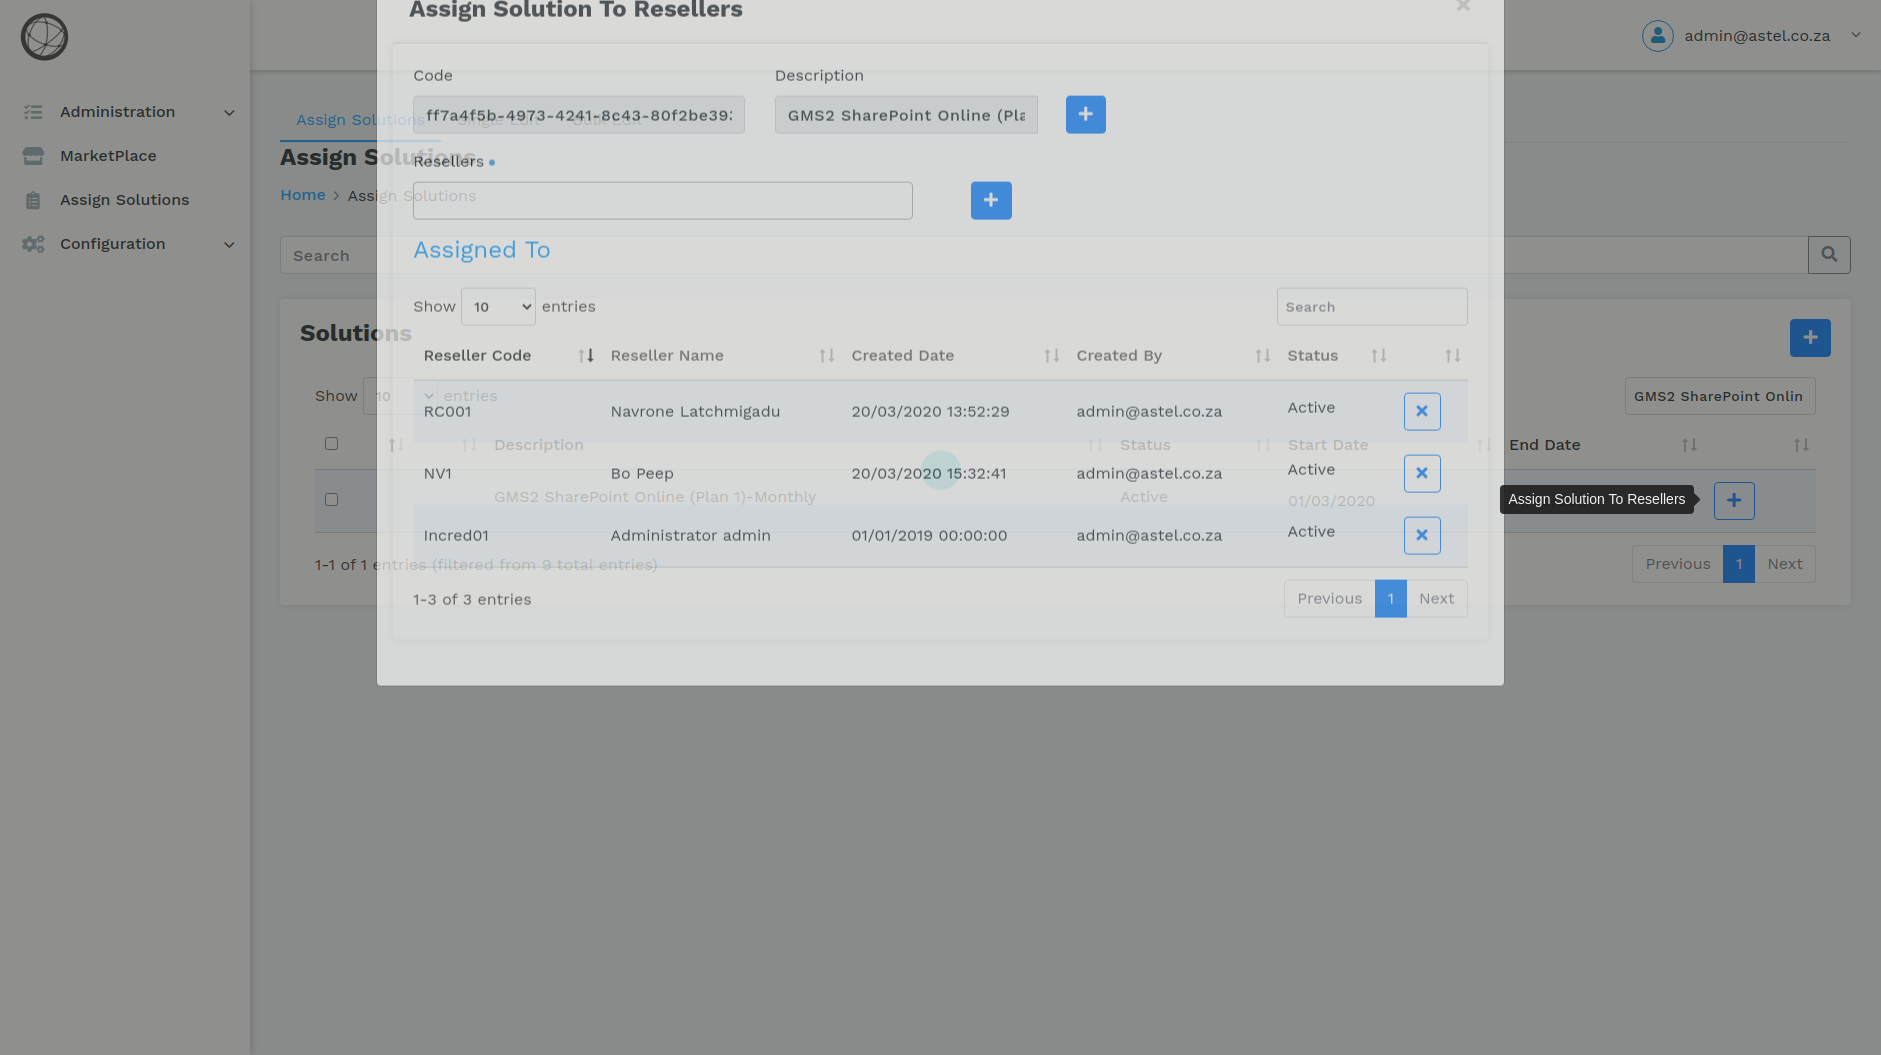 Assign Solution To Resellers
×
admin@astel.co.za
Administration
MarketPlace
Assign Solutions
Configuration
Assign Solutions
Single Edit
Bulk Edit
Assign Solutions
Home > Assign Solutions
Search
Code
Description
ff7a4f5b-4973-4241-8c43-80f2be39
GMS2 SharePoint Online (Pla
Resellers
Assigned To
Show 10 entries
Search
Reseller Code Reseller Name Created Date Created By Status
RC001 Navrone Latchmigadu 20/03/2020 13:52:29 admin@astel.co.za Active
NV1 Bo Peep 20/03/2020 15:32:41 admin@astel.co.za Active
Incred01 Administrator admin 01/01/2019 00:00:00 admin@astel.co.za Active
1-3 of 3 entries
Previous 1 Next
Solutions
Show 10 entries
GMS2 SharePoint Onlin
Description Status Start Date End Date
GMS2 SharePoint Online (Plan 1)-Monthly Active 01/03/2020
Assign Solution To Resellers
1-1 of 1 entries (filtered from 9 total entries)
Previous 1 Next